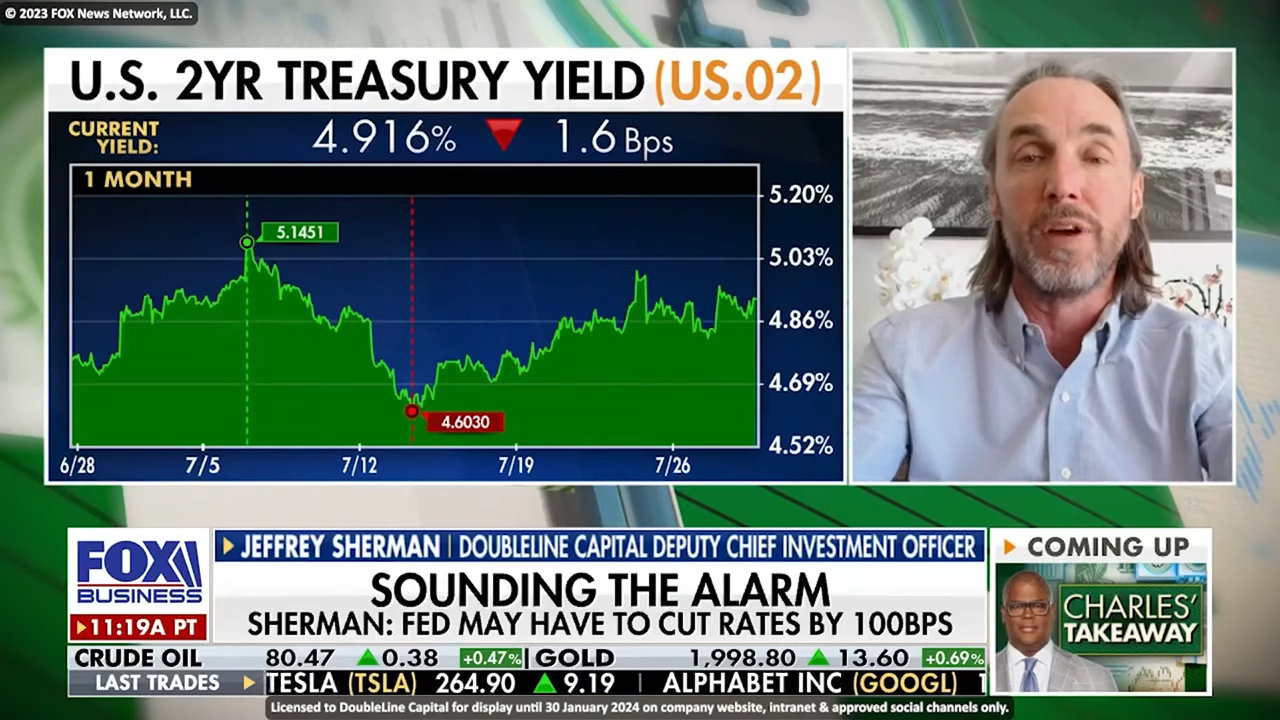 © 2023 FOX News Network, LLC.
U.S. 2YR TREASURY YIELD (US.02)
CURRENT YIELD: 4.916% ▼ 1.6 Bps
1 MONTH
5.20%
5.1451
5.03%
4.86%
4.69%
4.6030
4.52%
6/28 7/5 7/12 7/19 7/26
FOX BUSINESS
11:19A PT
JEFFREY SHERMAN | DOUBLELINE CAPITAL DEPUTY CHIEF INVESTMENT OFFICER
SOUNDING THE ALARM
SHERMAN: FED MAY HAVE TO CUT RATES BY 100BPS
COMING UP
CHARLES'
TAKEAWAY
CRUDE OIL 80.47 ▲ 0.38 +0.47% | GOLD 1,998.80 ▲ 13.60 +0.69%
LAST TRADES TESLA (TSLA) 264.90 ▲ 9.19 | ALPHABET INC (GOOGL)
Licensed to DoubleLine Capital for display until 30 January 2024 on company website, intranet & approved social channels only.